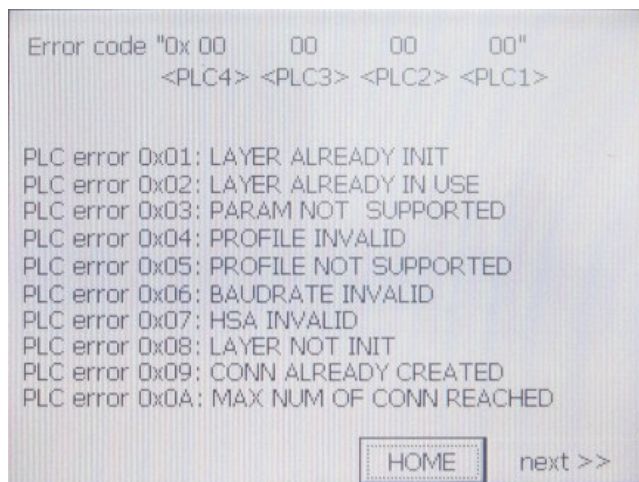 Error code "0x 00 00 00 00"
<PLC4> <PLC3> <PLC2> <PLC1>
PLC error 0x01: LAYER ALREADY INIT
PLC error 0x02: LAYER ALREADY IN USE
PLC error 0x03: PARAM NOT SUPPORTED
PLC error 0x04: PROFILE INVALID
PLC error 0x05: PROFILE NOT SUPPORTED
PLC error 0x06: BAUDRATE INVALID
PLC error 0x07: HSA INVALID
PLC error 0x08: LAYER NOT INIT
PLC error 0x09: CONN ALREADY CREATED
PLC error 0x0A: MAX NUM OF CONN REACHED
HOME next >>